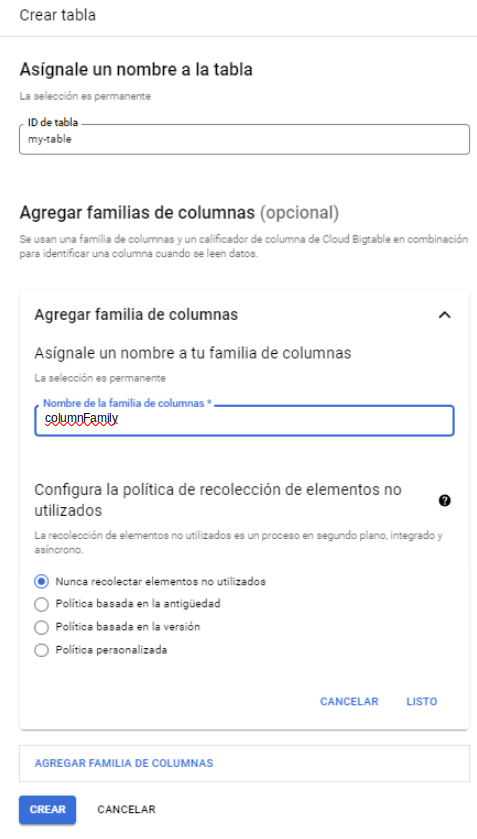 Crear tabla
Asígnale un nombre a la tabla
La selección es permanente
ID de tabla
my-table
Agregar familias de columnas (opcional)
Se usan una familia de columnas y un calificador de columna de Cloud Bigtable en combinación
para identificar una columna cuando se leen datos.
Agregar familia de columnas
Asígnale un nombre a tu familia de columnas
La selección es permanente
Nombre de la familia de columnas *
columnFamily
Configura la política de recolección de elementos no
utilizados
La recolección de elementos no utilizados es un proceso en segundo plano, integrado y
asíncrono.
Nunca recolectar elementos no utilizados
Política basada en la antigüedad
Política basada en la versión
Política personalizada
CANCELAR LISTO
AGREGAR FAMILIA DE COLUMNAS
CREAR CANCELAR